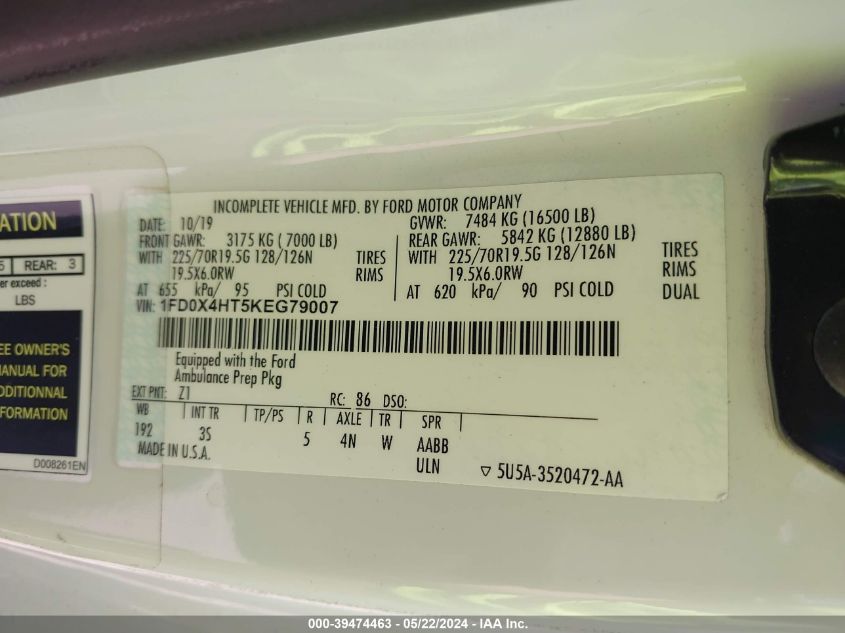 ATION
5 REAR: 3
er exceed :
LBS
EE OWNER'S
MANUAL FOR
DDITIONNAL
FORMATION
D008261EN
INCOMPLETE VEHICLE MFD. BY FORD MOTOR COMPANY
DATE: 10/19 GVWR: 7484 KG (16500 LB)
FRONT GAWR: 3175 KG ( 7000 LB) REAR GAWR: 5842 KG (12880 LB)
WITH 225/70R19.5G 128/126N TIRES WITH 225/70R19.5G 128/126N TIRES
19.5X6.0RW RIMS 19.5X6.0RW RIMS
AT 655 kPa/ 95 PSI COLD AT 620 kPa/ 90 PSI COLD DUAL
VIN: 1FD0X4HT5KEG79007
Equipped with the Ford
Ambulance Prep Pkg
EXT PNT: Z1 RC: 86 DSO:
WB INT TR TP/PS R AXLE TR SPR
192 3S 5 4N W AABB
MADE IN U.S.A. ULN ▽ 5U5A-3520472-AA
000-39474463 - 05/22/2024 - IAA Inc.